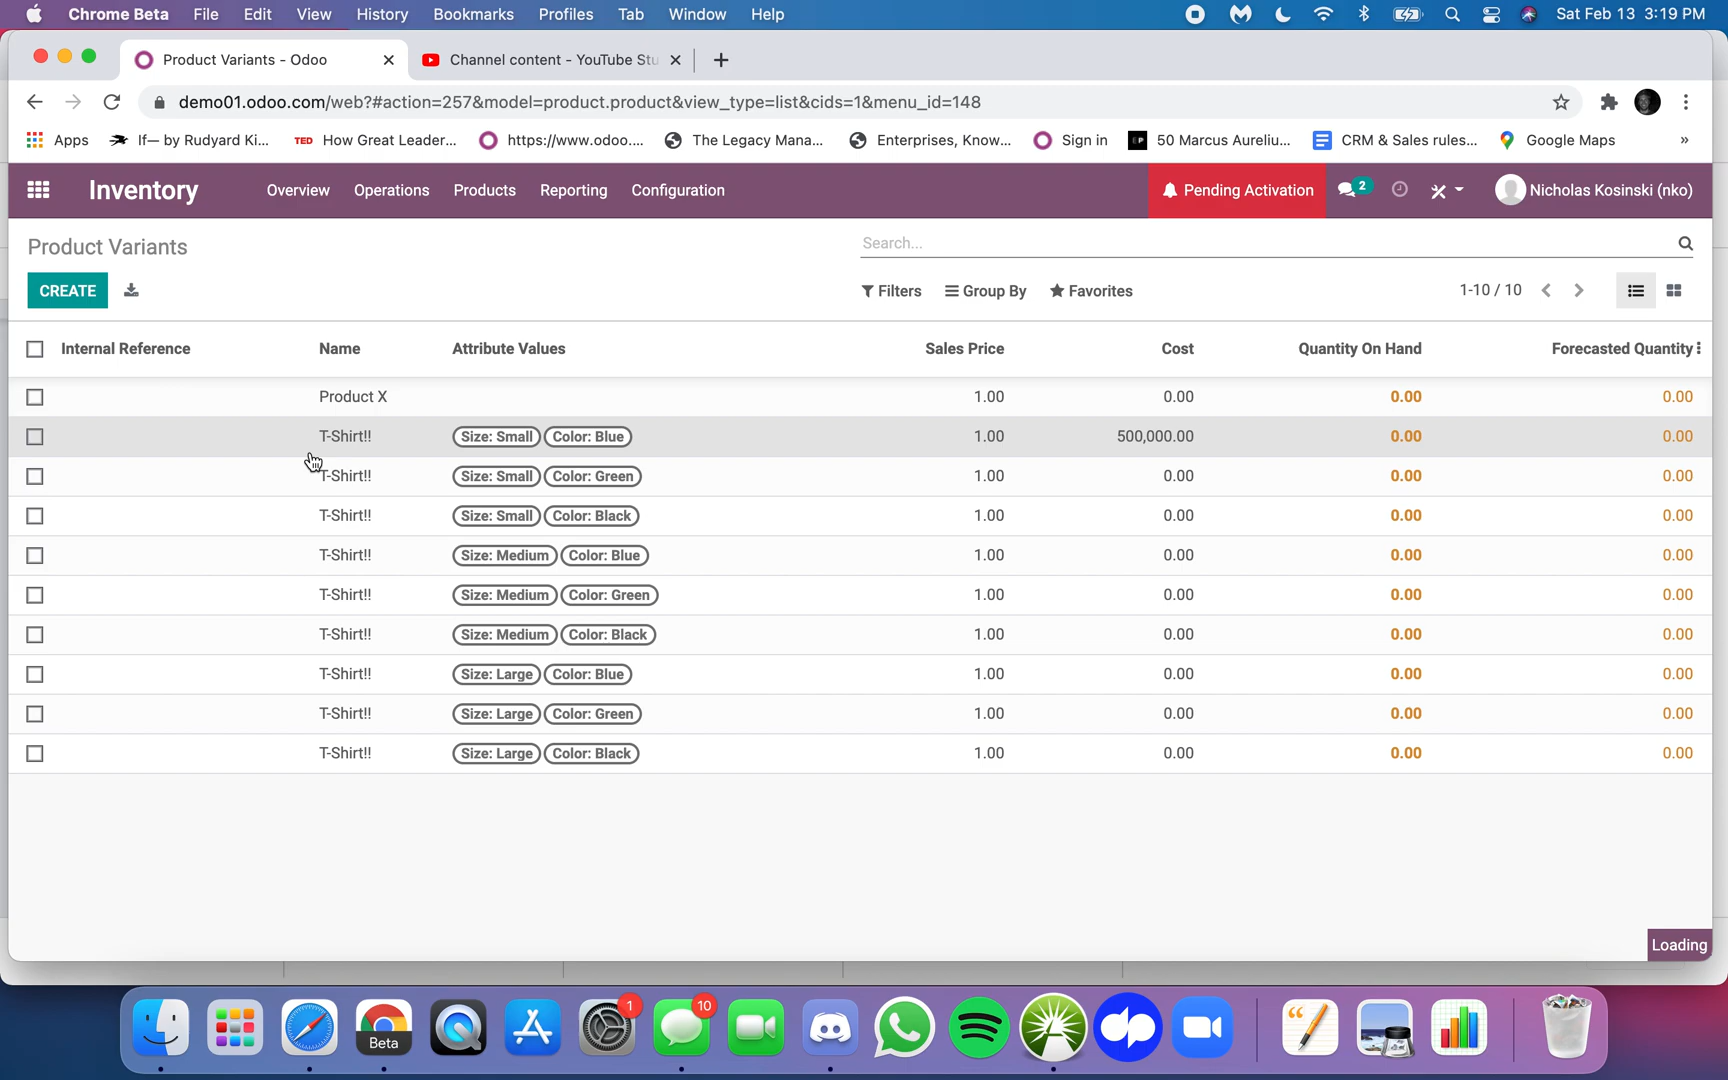 Chrome Beta File Edit View History Bookmarks Profiles Tab Window Help Sat Feb 13 3:19 PM
Product Variants - Odoo Channel content - YouTube Stu
demo01.odoo.com/web?#action=257&model=product.product&view_type=list&cids=1&menu_id=148
Apps If— by Rudyard Ki... TED How Great Leader... https://www.odoo.... The Legacy Mana... Enterprises, Know... Sign in EP 50 Marcus Aureliu... CRM & Sales rules... Google Maps »
Inventory Overview Operations Products Reporting Configuration Pending Activation 2 Nicholas Kosinski (nko)
Product Variants Search...
CREATE Filters Group By Favorites 1-10 / 10
Internal Reference Name Attribute Values Sales Price Cost Quantity On Hand Forecasted Quantity
Product X 1.00 0.00 0.00 0.00
T-Shirt!! Size: Small Color: Blue 1.00 500,000.00 0.00 0.00
T-Shirt!! Size: Small Color: Green 1.00 0.00 0.00 0.00
T-Shirt!! Size: Small Color: Black 1.00 0.00 0.00 0.00
T-Shirt!! Size: Medium Color: Blue 1.00 0.00 0.00 0.00
T-Shirt!! Size: Medium Color: Green 1.00 0.00 0.00 0.00
T-Shirt!! Size: Medium Color: Black 1.00 0.00 0.00 0.00
T-Shirt!! Size: Large Color: Blue 1.00 0.00 0.00 0.00
T-Shirt!! Size: Large Color: Green 1.00 0.00 0.00 0.00
T-Shirt!! Size: Large Color: Black 1.00 0.00 0.00 0.00
Loading
Beta 1 10